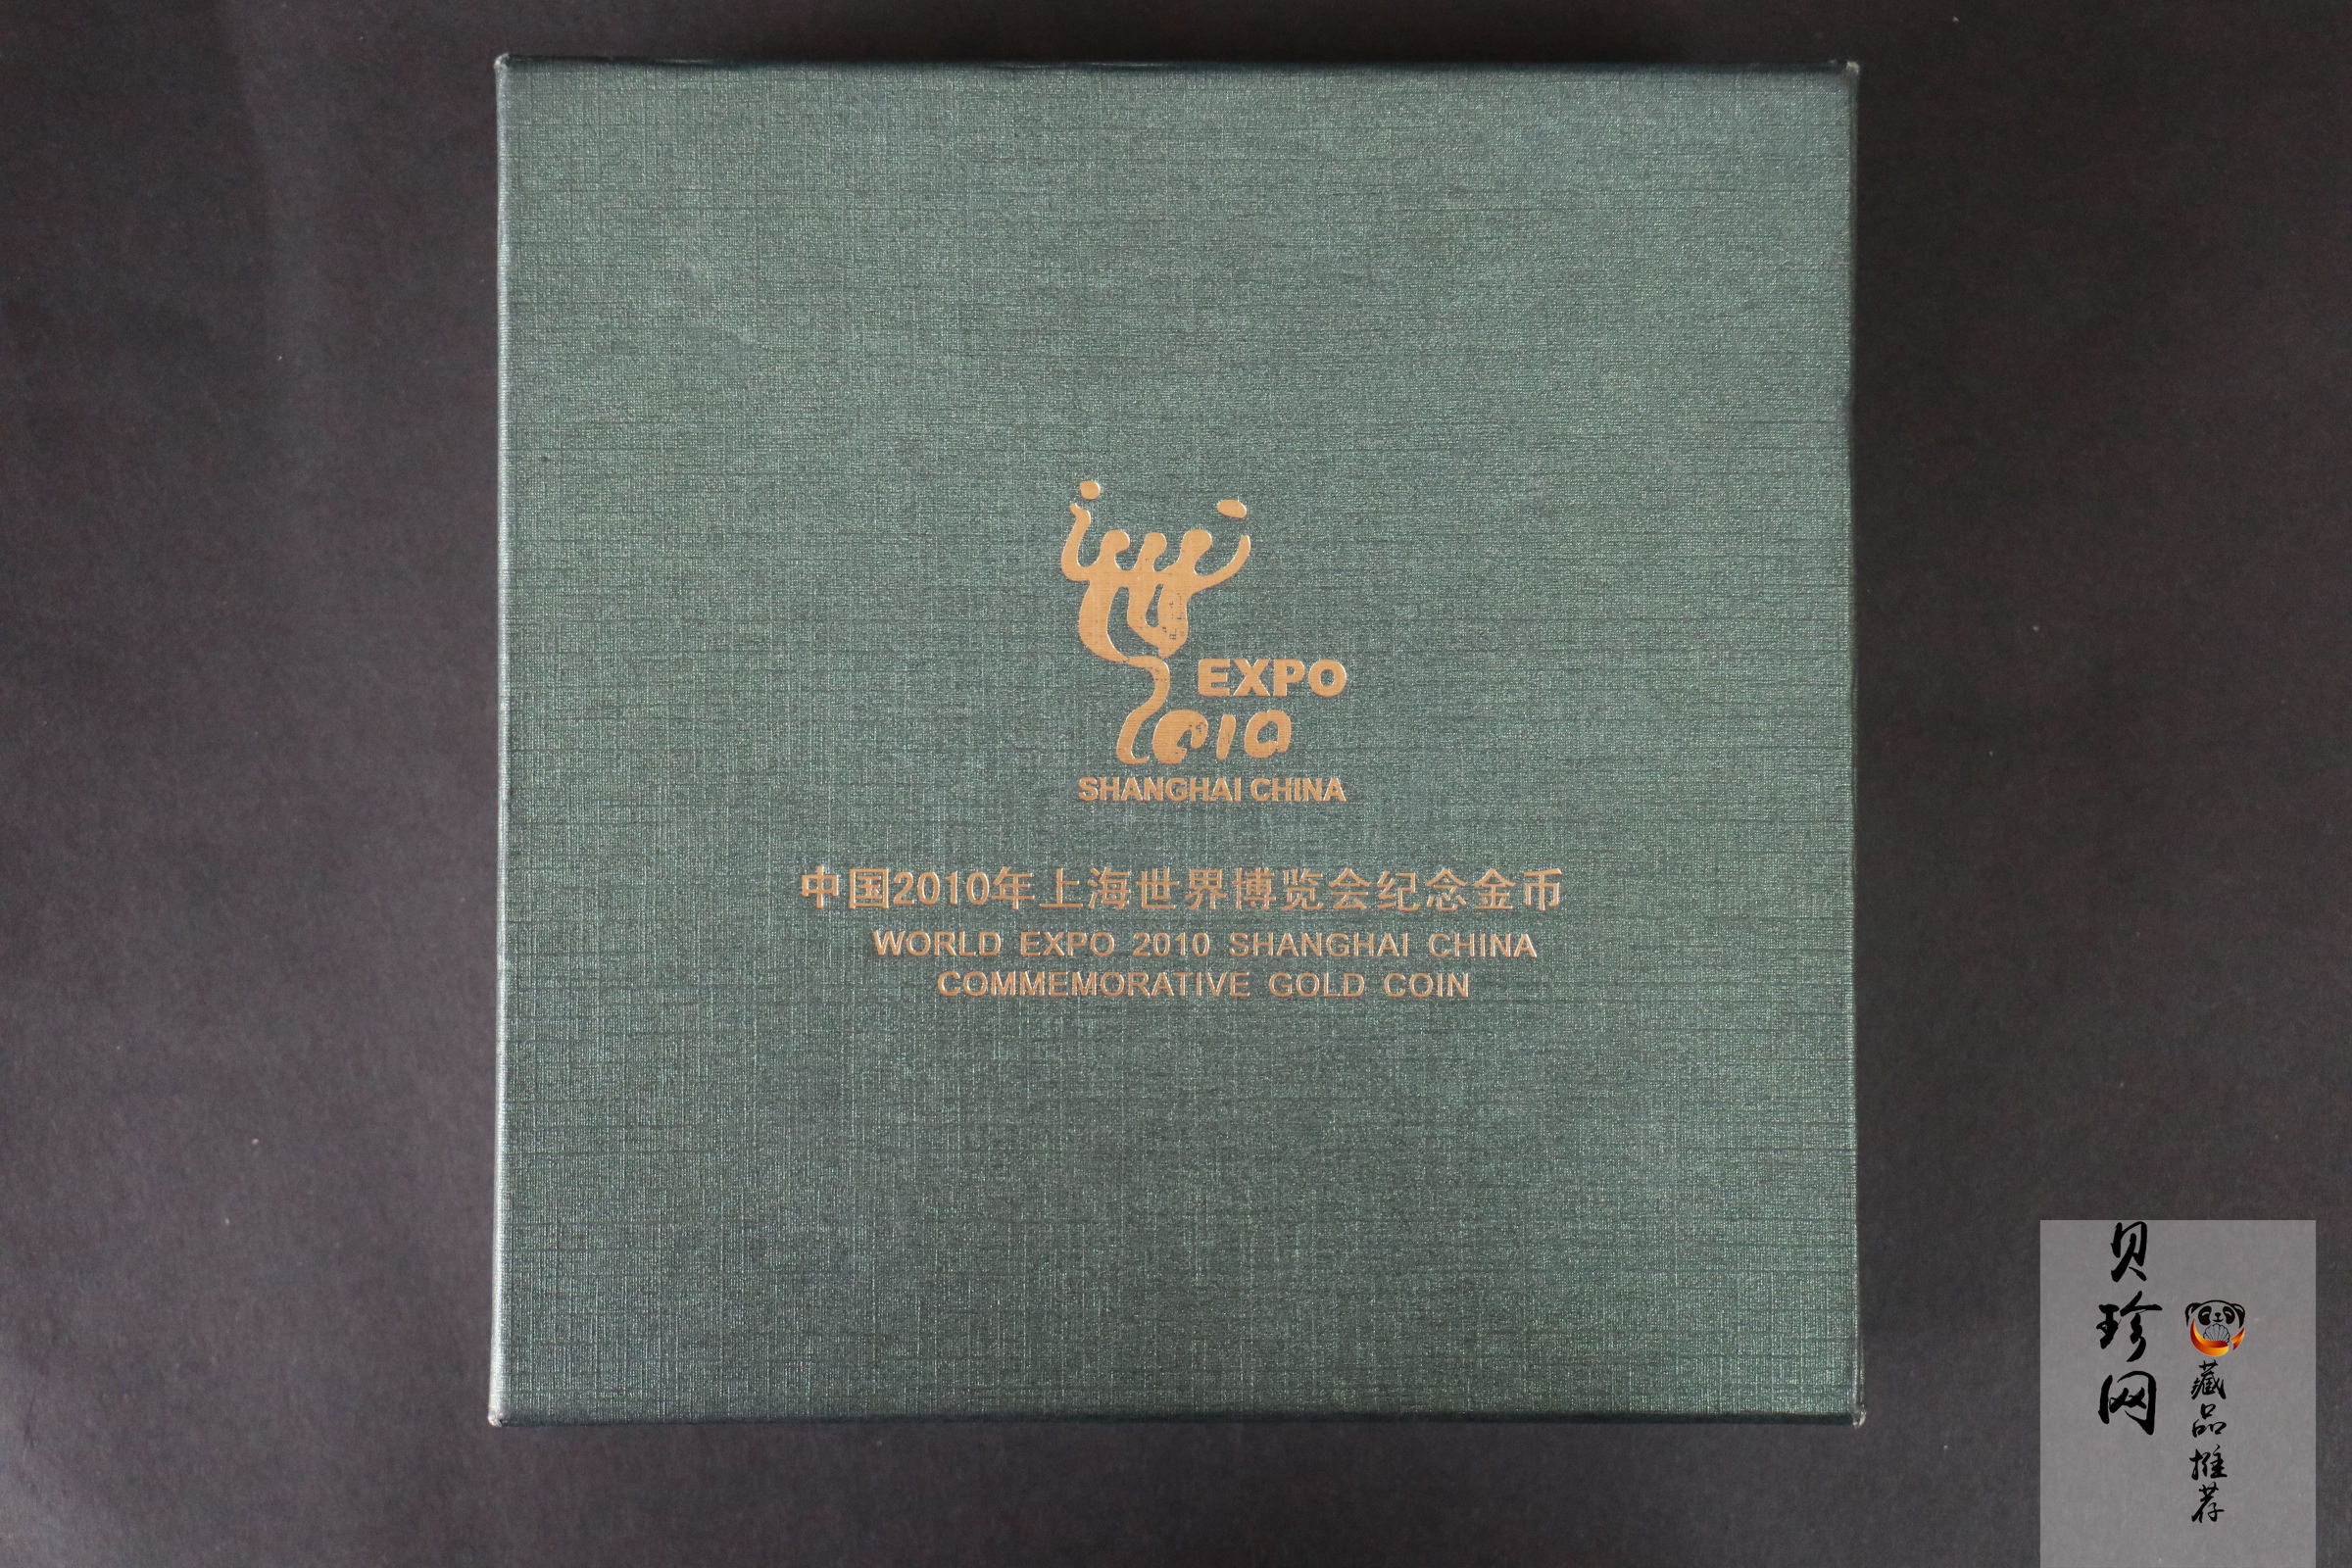 EXPO
2010
SHANGHAI CHINA
中国2010年上海世界博览会纪念金币
WORLD EXPO 2010 SHANGHAI CHINA
COMMEMORATIVE GOLD COIN
贝珍网
藏品推荐